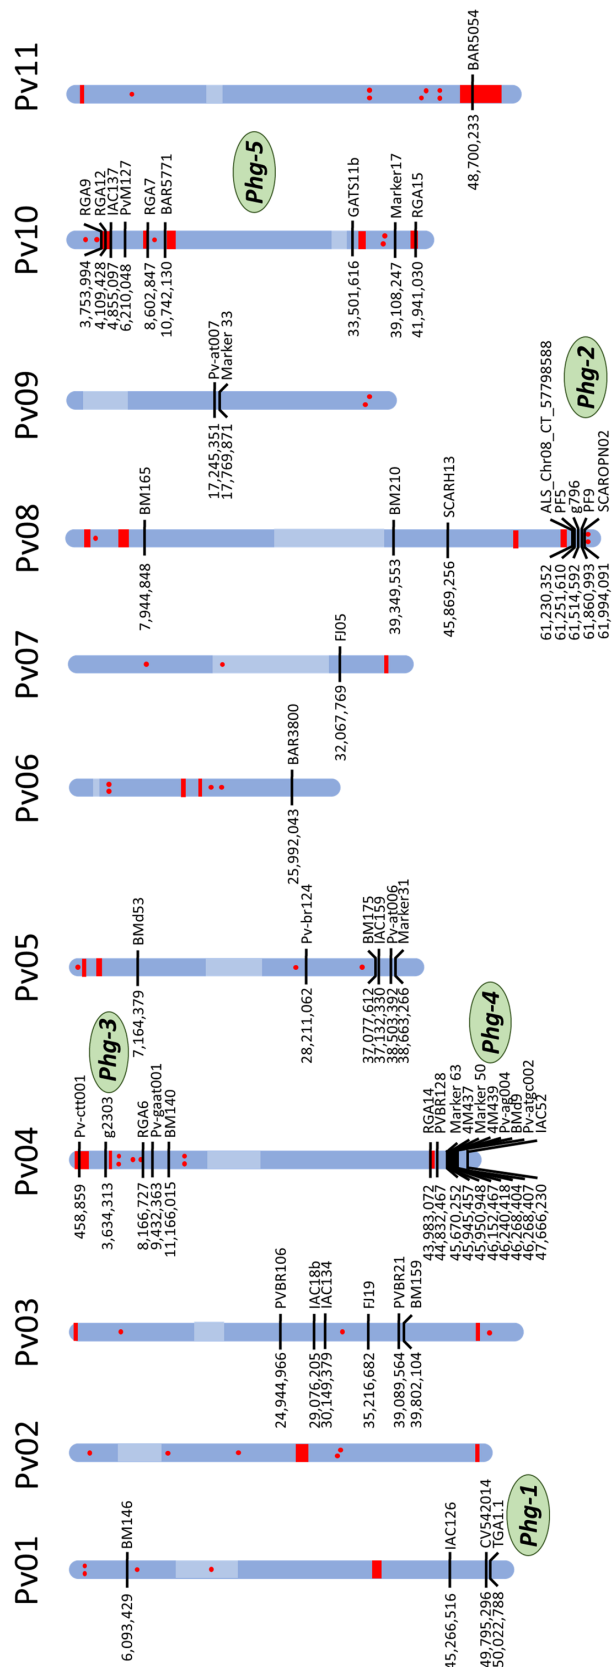 Pv01
6,093,429 BM146
45,266,516 IAC126
49,795,296 CV542014
50,022,788 TGA1.1
Phg-1
Pv02
Pv03
24,944,966 PVBR106
29,076,205 IAC18b
30,149,379 IAC134
35,216,682 FJ19
39,089,564 PVBR21
39,802,104 BM159
Pv04
458,859 Pv-ctt001
3,634,313 g2303
Phg-3
8,166,727 RGA6
9,432,363 Pv-gaat001
11,166,015 BM140
43,983,072 RGA14
44,832,467 PVBR128
45,670,252 Marker 63
45,945,457 4M437
45,950,948 Marker 50
46,152,467 4M439
46,240,418 Pv-ag004
46,268,404 BMd9
46,268,407 Pv-atgc002
47,666,230 IAC52
Phg-4
Pv05
7,164,379 BMd53
28,211,062 Pv-br124
37,077,612 BM175
37,132,330 IAC159
38,503,392 Pv-at006
38,663,266 Marker31
Pv06
25,992,043 BAR3800
Pv07
32,067,769 FJ05
Pv08
7,944,848 BM165
39,349,553 BM210
45,869,256 SCARH13
61,230,352 ALS_Chr08_CT_57798588
61,251,610 PF5
61,514,592 g796
61,860,993 PF9
61,994,091 SCAROPN02
Phg-2
Pv09
17,245,351 Pv-at007
17,769,871 Marker 33
Pv10
3,753,994 RGA9
4,109,428 RGA12
4,855,097 IAC137
6,210,048 PvM127
8,602,847 RGA7
10,742,130 BAR5771
Phg-5
33,501,616 GATS11b
39,108,247 Marker17
41,941,030 RGA15
Pv11
48,700,233 BAR5054